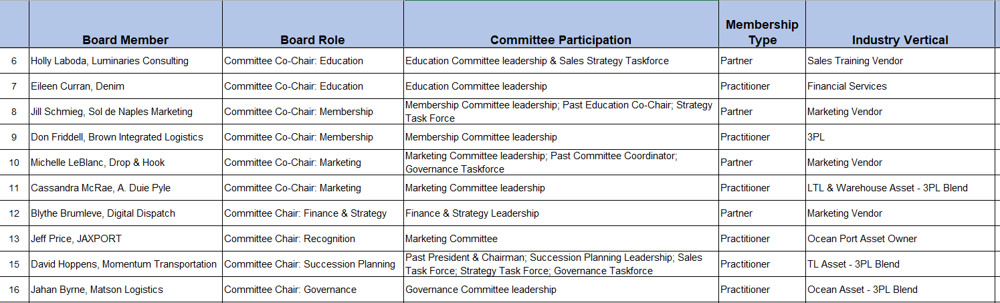 Board Member Board Role Committee Participation Membership Type Industry Vertical
6 Holly Laboda, Luminaries Consulting Committee Co-Chair: Education Education Committee leadership & Sales Strategy Taskforce Partner Sales Training Vendor
7 Eileen Curran, Denim Committee Co-Chair: Education Education Committee leadership Practitioner Financial Services
8 Jill Schmieg, Sol de Naples Marketing Committee Co-Chair: Membership Membership Committee leadership; Past Education Co-Chair; Strategy Task Force Partner Marketing Vendor
9 Don Friddell, Brown Integrated Logistics Committee Co-Chair: Membership Membership Committee leadership Practitioner 3PL
10 Michelle LeBlanc, Drop & Hook Committee Co-Chair: Marketing Marketing Committee leadership; Past Committee Coordinator; Governance Taskforce Partner Marketing Vendor
11 Cassandra McRae, A. Duie Pyle Committee Co-Chair: Marketing Marketing Committee leadership Practitioner LTL & Warehouse Asset - 3PL Blend
12 Blythe Brumleve, Digital Dispatch Committee Chair: Finance & Strategy Finance & Strategy Leadership Partner Marketing Vendor
13 Jeff Price, JAXPORT Committee Chair: Recognition Marketing Committee Practitioner Ocean Port Asset Owner
15 David Hoppens, Momentum Transportation Committee Chair: Succession Planning Past President & Chairman; Succession Planning Leadership; Sales Task Force; Strategy Task Force; Governance Taskforce Practitioner TL Asset - 3PL Blend
16 Jahan Byrne, Matson Logistics Committee Chair: Governance Governance Committee leadership Practitioner Ocean Asset - 3PL Blend